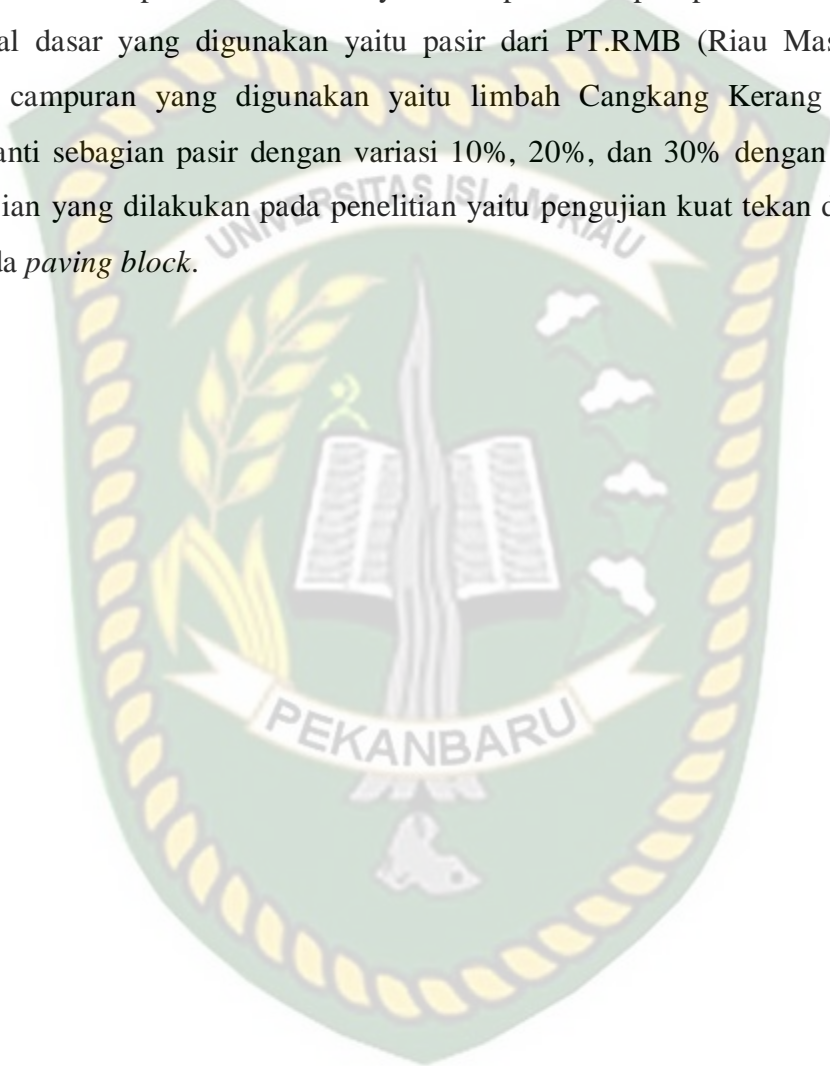 al dasar yang digunakan yaitu pasir dari PT.RMB (Riau Mas
campuran yang digunakan yaitu limbah Cangkang Kerang
anti sebagian pasir dengan variasi 10%, 20%, dan 30% dengan
ian yang dilakukan pada penelitian yaitu pengujian kuat tekan d
da paving block.
UNIVERSITAS ISLAM RIAU
PEKANBARU